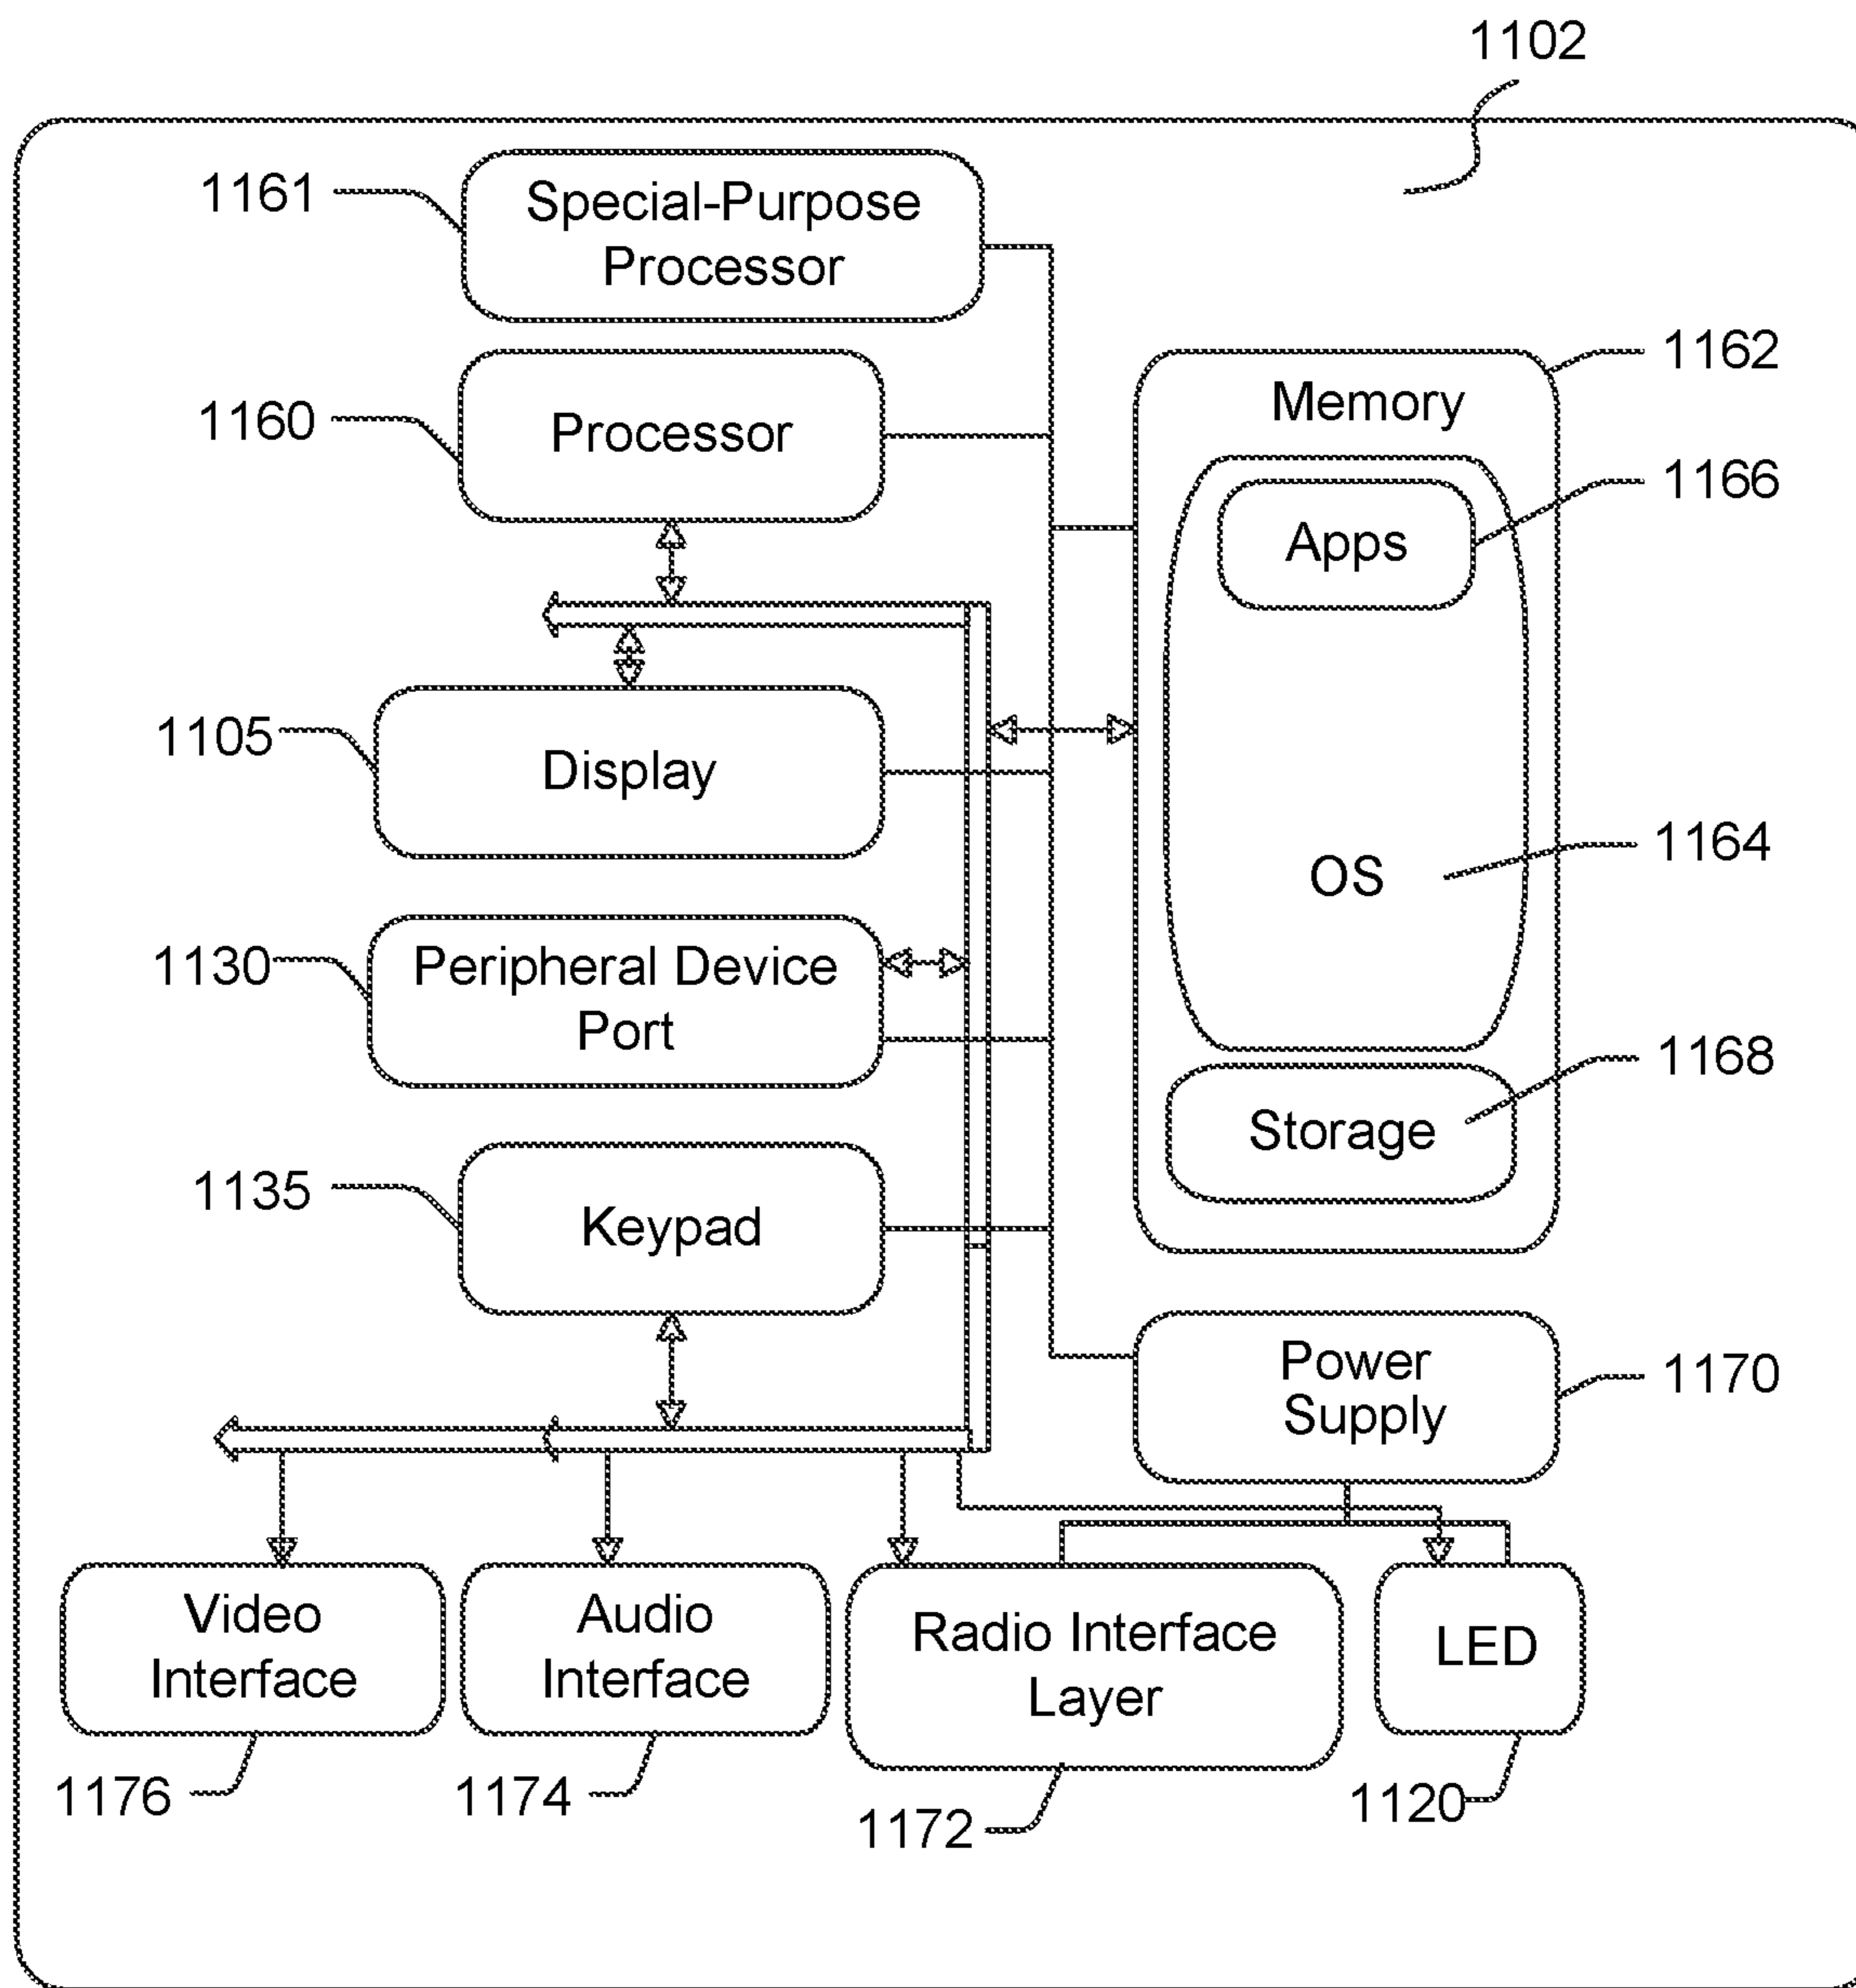 1102
1161
Special-Purpose
Processor
1162
Memory
1160
Processor
1166
Apps
1105
Display
1164
OS
1130
Peripheral Device
Port
1168
Storage
1135
Keypad
Power
Supply
1170
Video
Interface
Audio
Interface
Radio Interface
Layer
LED
1176
1174
1172
1120